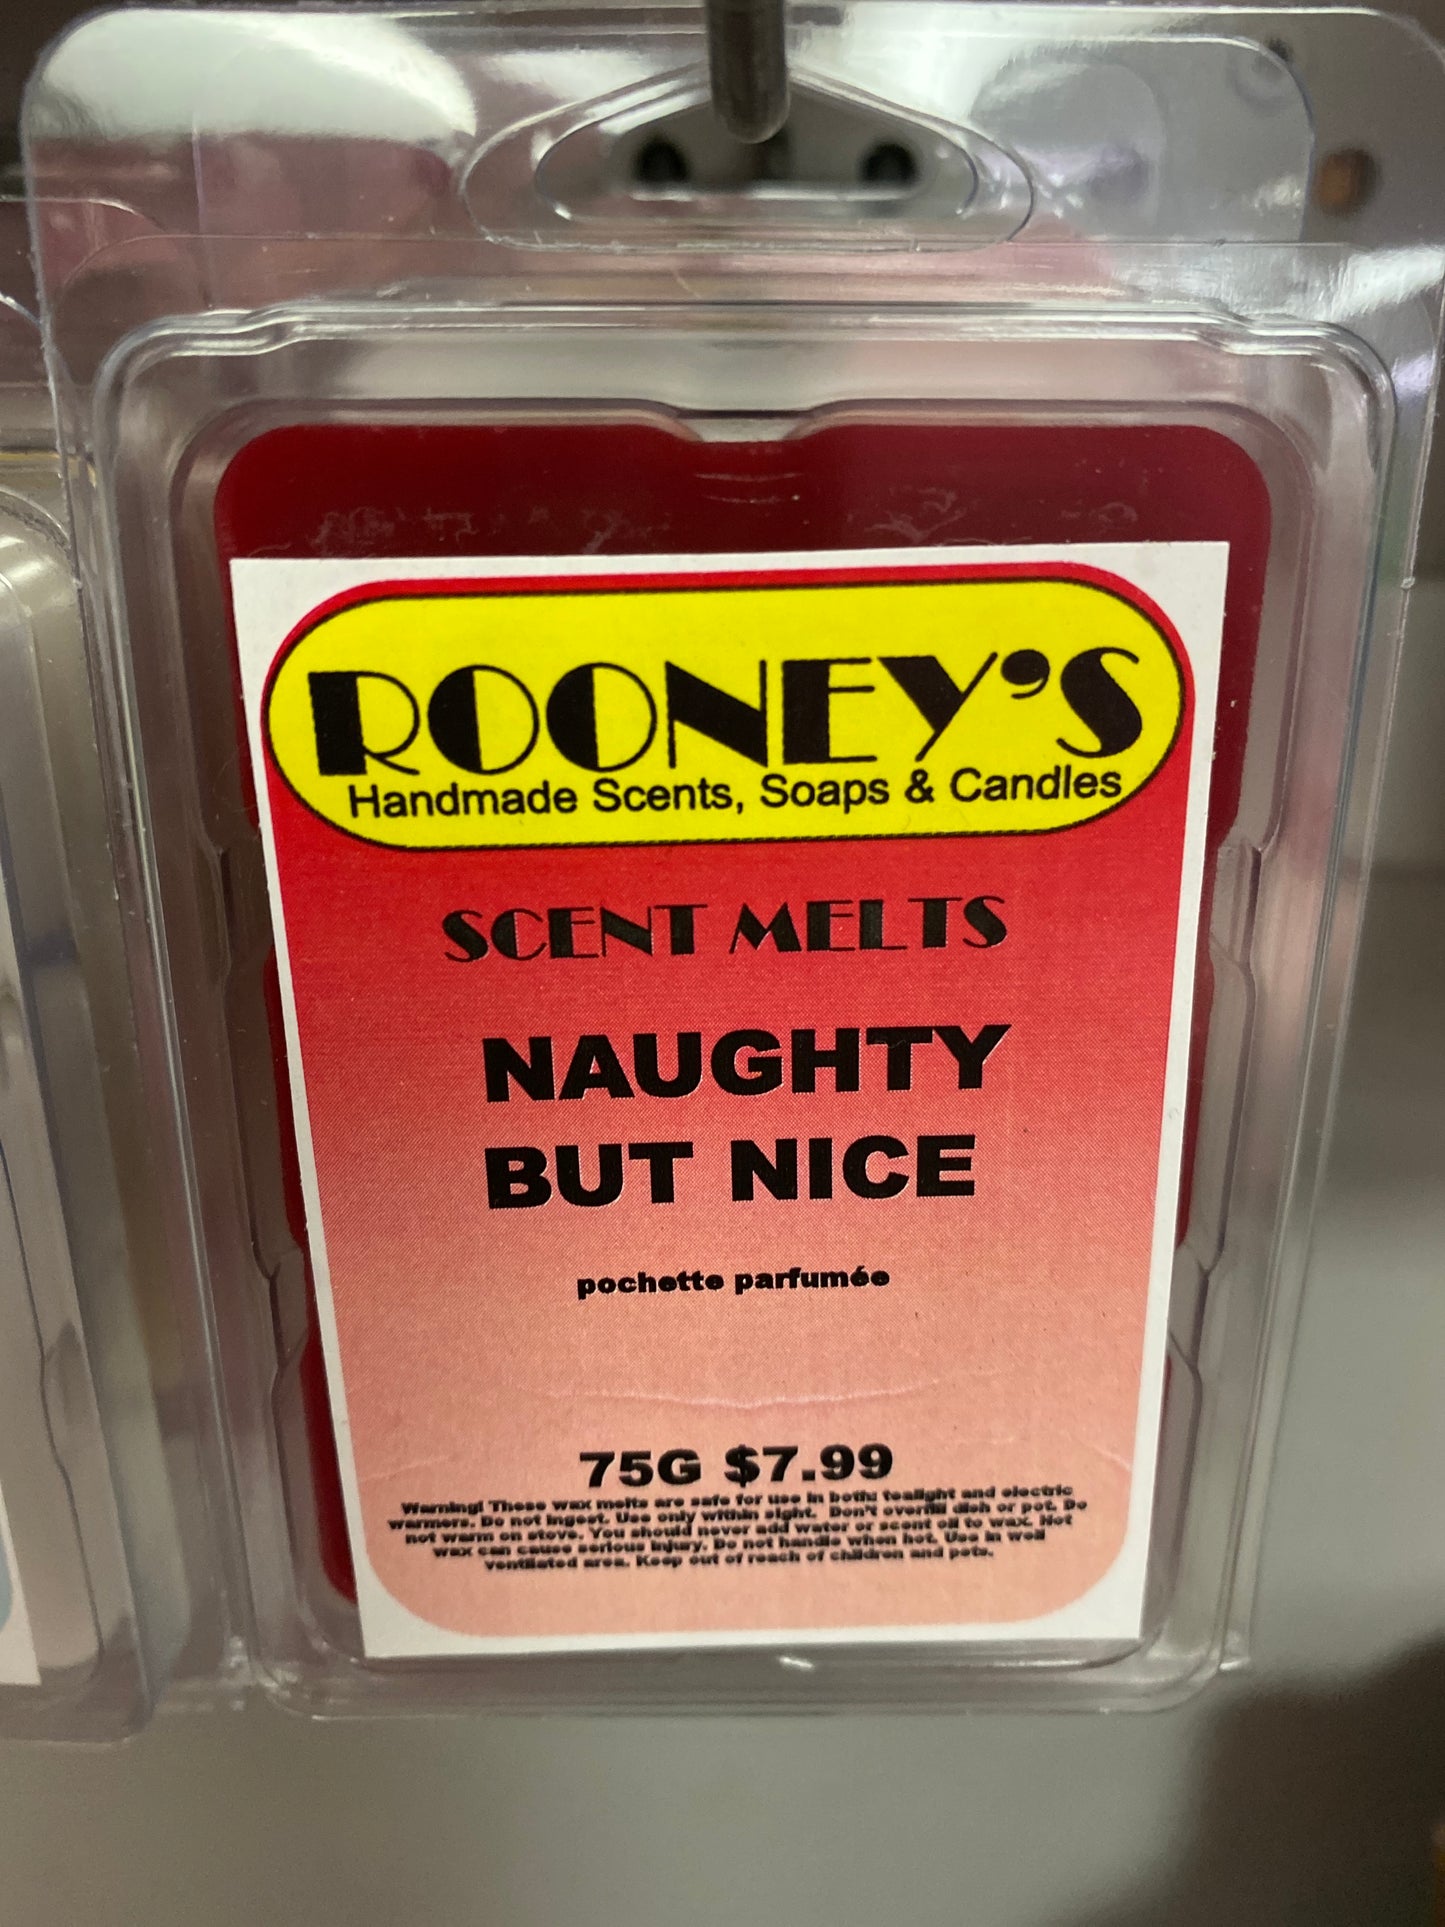 ROONEY'S
Handmade Scents, Soaps & Candles
SCENT MELTS
NAUGHTY
BUT NICE
pochette parfumée
75G $7.99
Warning! These wax melts are safe for use in both: tealight and electric
warmers. Do not ingest. Use only within sight. Don't overfill dish or pot. Do
not warm on stove. You should never add water or scent oil to wax. Hot
wax can cause serious injury. Do not handle when hot. Use in well
ventilated area. Keep out of reach of children and pets.